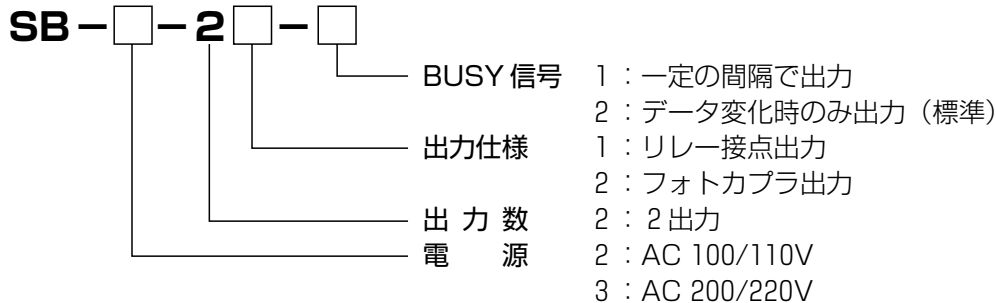 SB－□－2□－□
BUSY 信号 1：一定の間隔で出力
2：データ変化時のみ出力（標準）
出力仕様 1：リレー接点出力
2：フォトカプラ出力
出 力 数 2：2出力
電 源 2：AC 100/110V
3：AC 200/220V